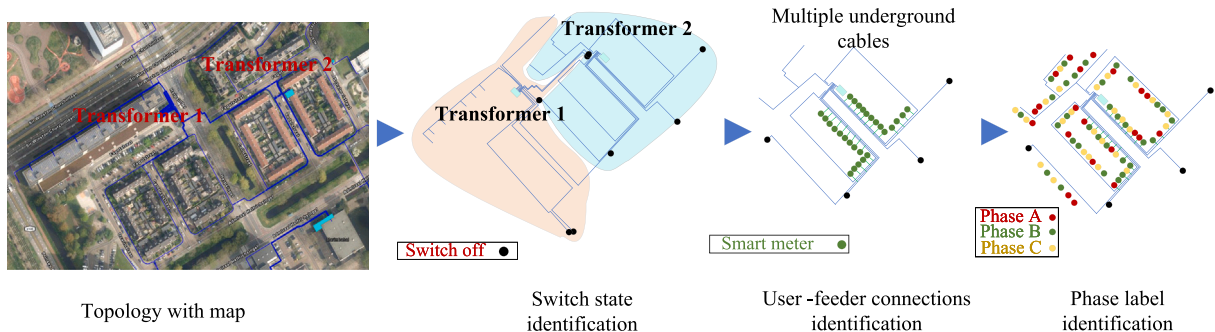 Transformer 2
Transformer 1
Topology with map
Transformer 2
Transformer 1
Switch off
Switch state
identification
Multiple underground
cables
Smart meter
User -feeder connections
identification
Phase A
Phase B
Phase C
Phase label
identification